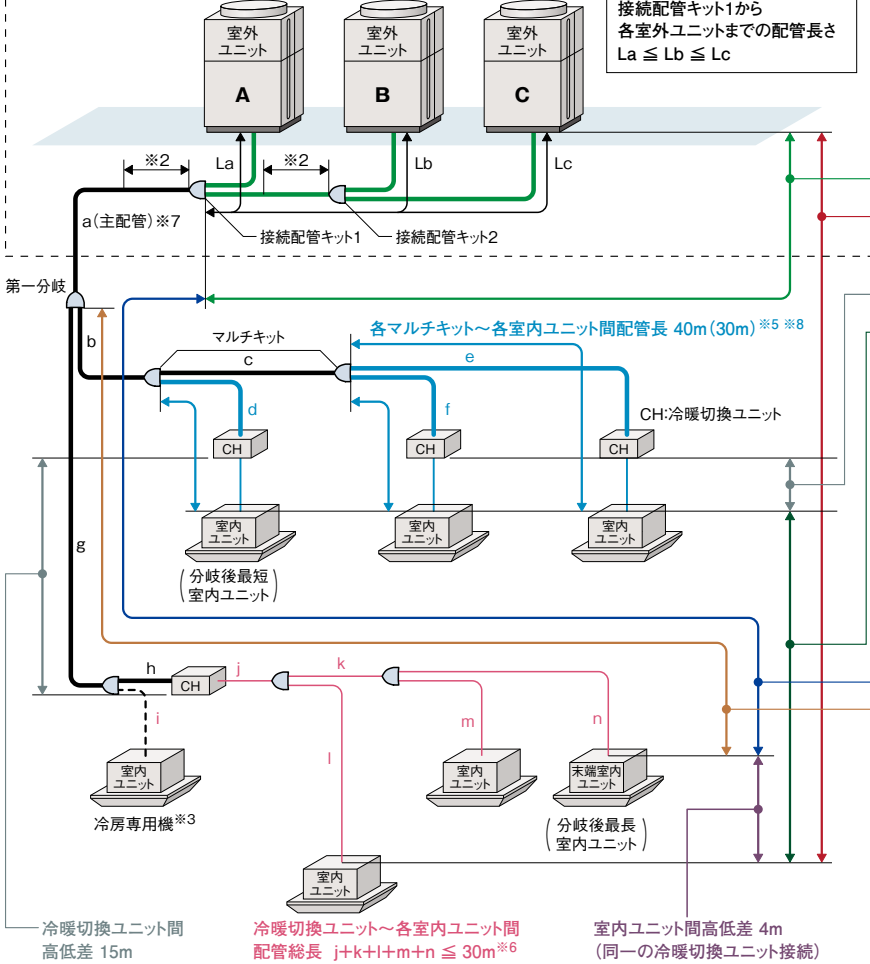 接続配管キット1から
各室外ユニットまでの配管長さ
La ≦ Lb ≦ Lc
室外
ユニット
A
室外
ユニット
B
室外
ユニット
C
※2
La
※2
Lb
Lc
a(主配管)※7
接続配管キット1
接続配管キット2
第一分岐
b
マルチキット
各マルチキット～各室内ユニット間配管長 40m(30m)※5 ※8
c
e
d
f
CH:冷暖切換ユニット
CH
CH
CH
室内
ユニット
室内
ユニット
室内
ユニット
g
(分岐後最短
室内ユニット)
h
CH
j
k
i
l
m
n
室内
ユニット
冷房専用機※3
室内
ユニット
末端室内
ユニット
(分岐後最長
室内ユニット)
室内
ユニット
冷暖切換ユニット間
高低差 15m
冷暖切換ユニット～各室内ユニット間
配管総長 j+k+l+m+n ≦ 30m※6
室内ユニット間高低差 4m
(同一の冷暖切換ユニット接続)